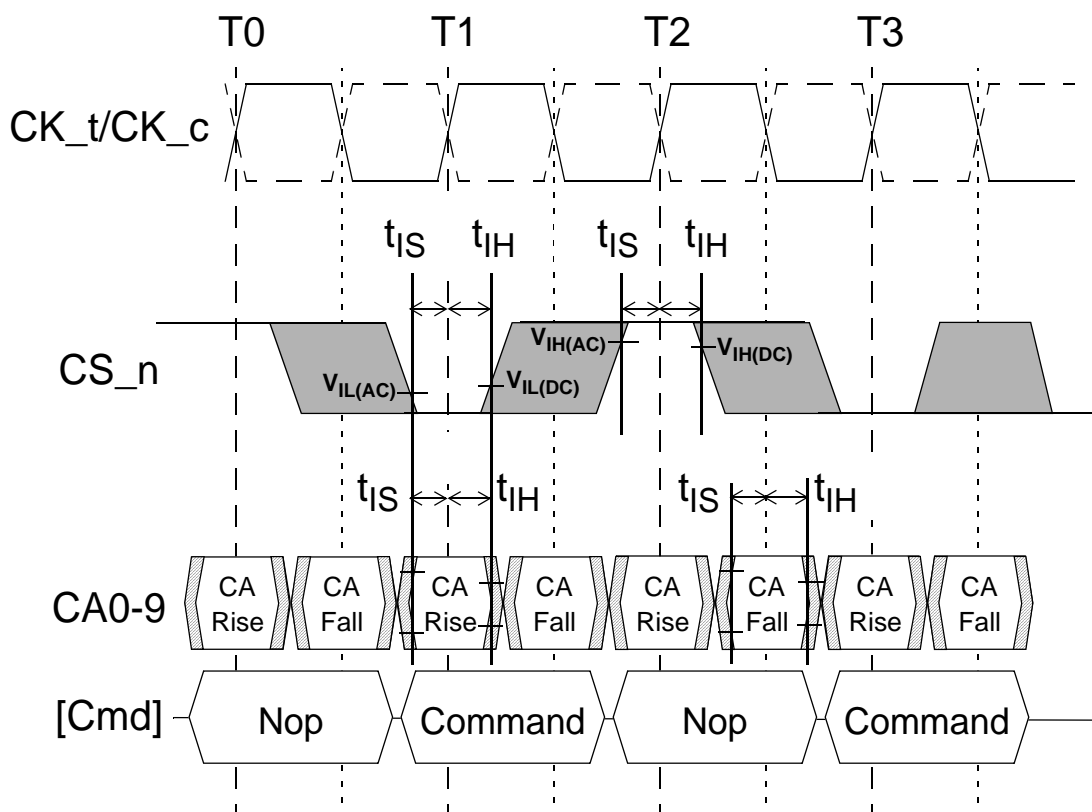 T0 T1 T2 T3
CK_t/CK_c
tIS tIH tIS tIH
CS_n
VIH(AC) VIH(DC)
VIL(AC) VIL(DC)
tIS tIH tIS tIH
CA0-9
CA Rise
CA Fall
CA Rise
CA Fall
CA Rise
CA Fall
CA Rise
CA Fall
[Cmd] Nop Command Nop Command